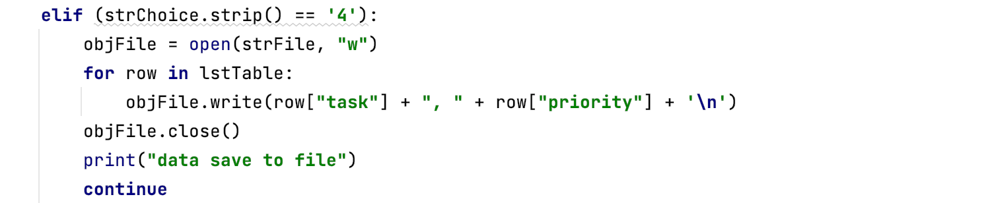 elif (strChoice.strip() == '4'):
    objFile = open(strFile, "w")
    for row in lstTable:
        objFile.write(row["task"] + ", " + row["priority"] + '\n')
    objFile.close()
    print("data save to file")
    continue